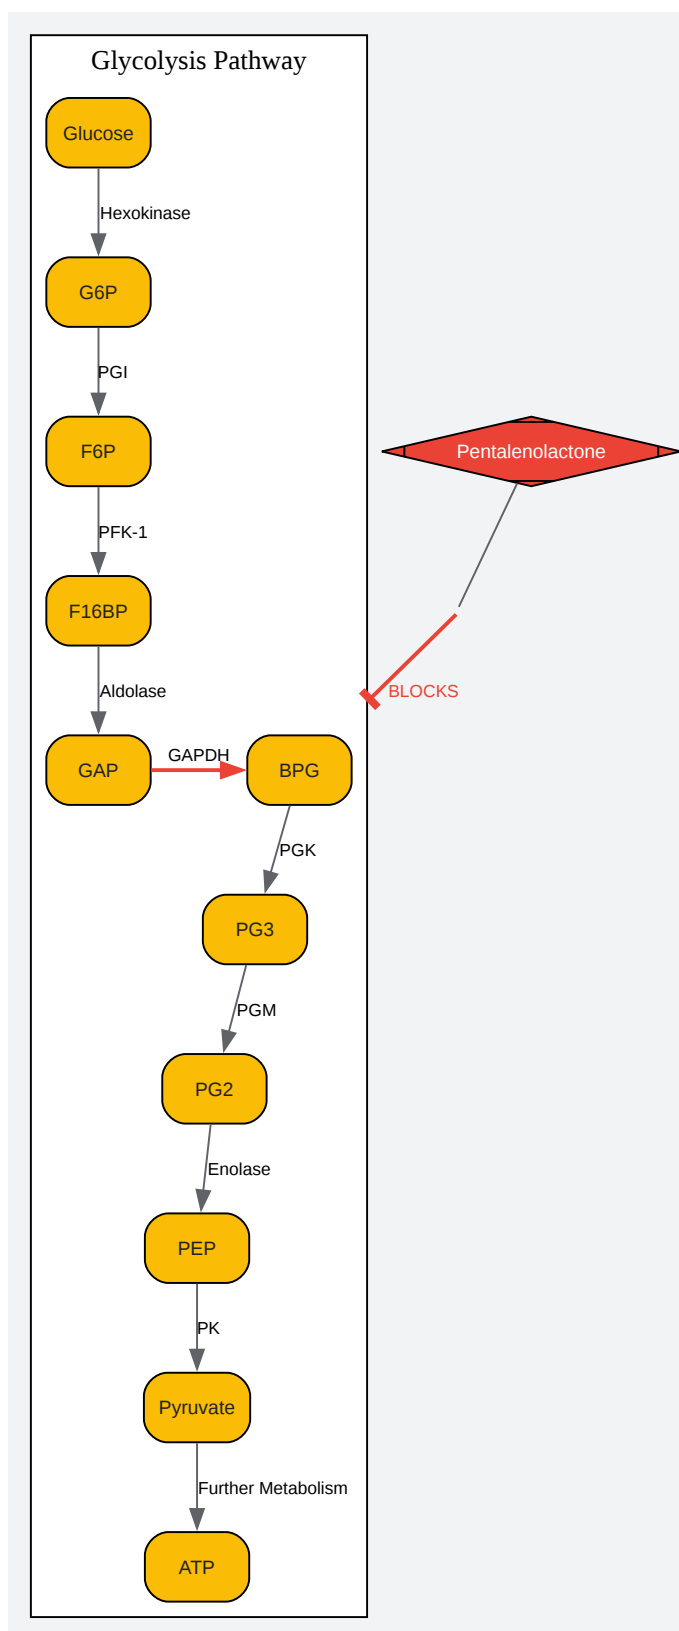 Glycolysis Pathway
Glucose
Hexokinase
G6P
PGI
F6P
Pentalenolactone
PFK-1
F16BP
Aldolase
BLOCKS
GAPDH
GAP
BPG
PGK
PG3
PGM
PG2
Enolase
PEP
PK
Pyruvate
Further Metabolism
ATP